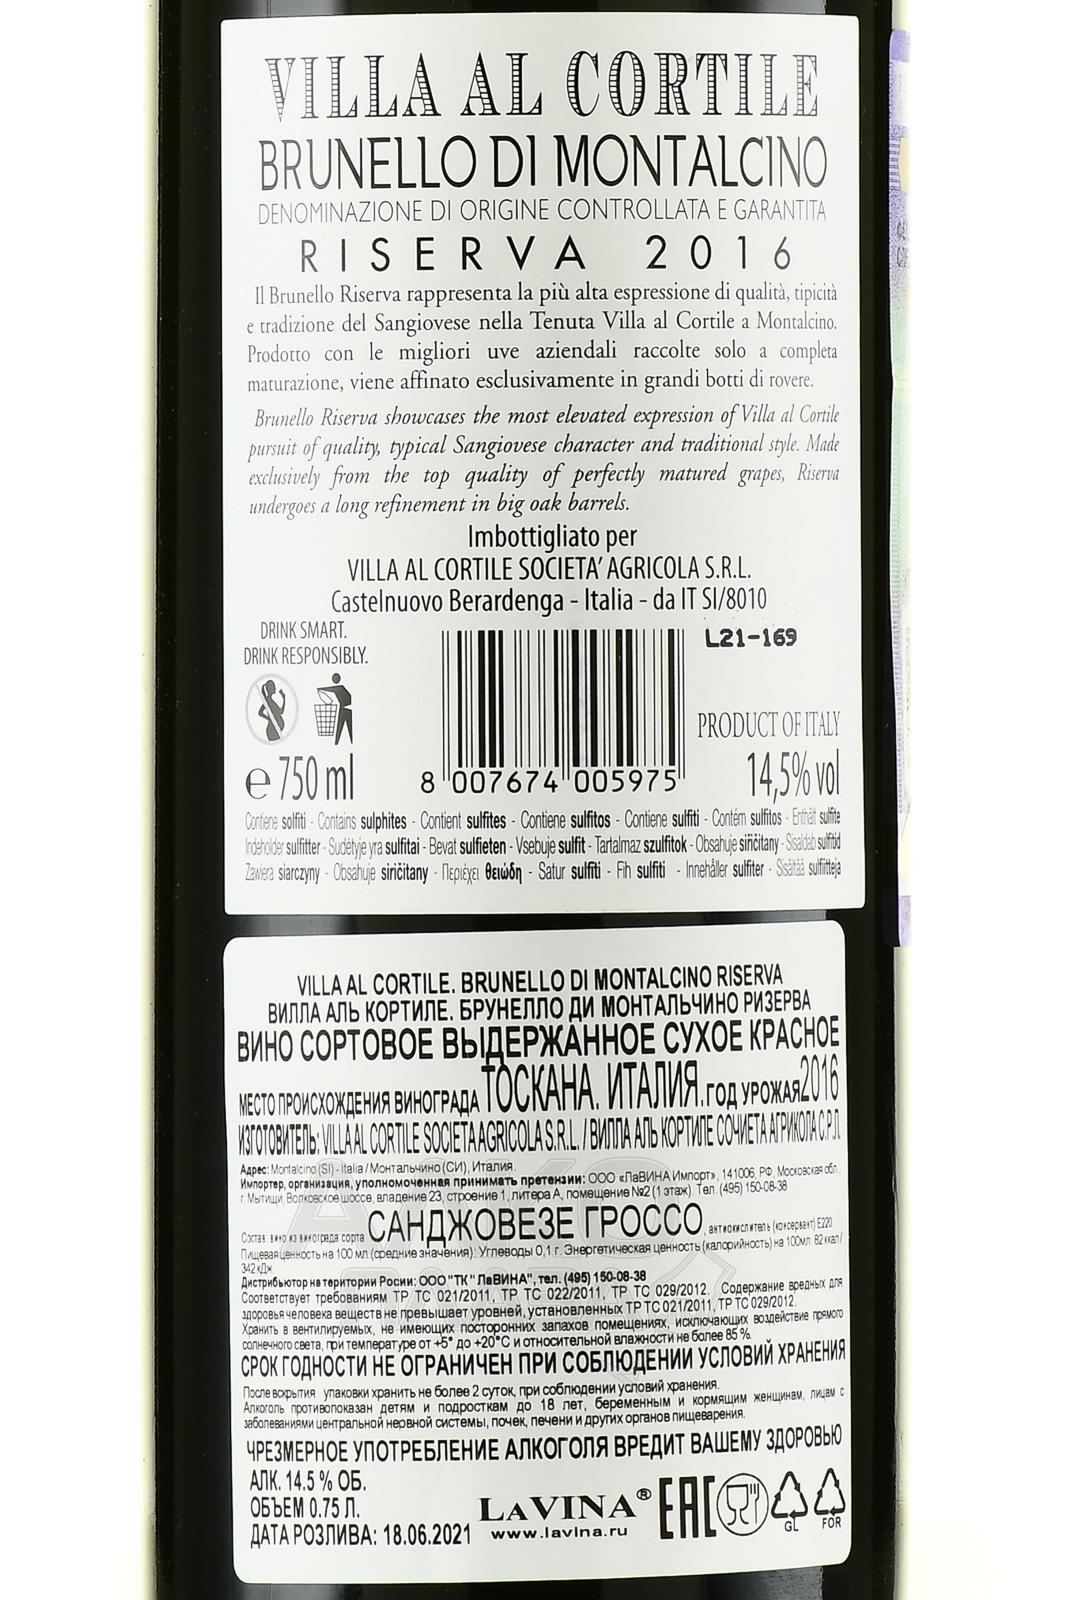 VILLA AL CORTILE
BRUNELLO DI MONTALCINO
DENOMINAZIONE DI ORIGINE CONTROLLATA E GARANTITA
RISERVA 2016
Il Brunello Riserva rappresenta la più alta espressione di qualità, tipicità
e tradizione del Sangiovese nella Tenuta Villa al Cortile a Montalcino.
Prodotto con le migliori uve aziendali raccolte solo a completa
maturazione, viene affinato esclusivamente in grandi botti di rovere.
Brunello Riserva showcases the most elevated expression of Villa al Cortile
pursuit of quality, typical Sangiovese character and traditional style. Made
exclusively from the top quality of perfectly matured grapes, Riserva
undergoes a long refinement in big oak barrels.
Imbottigliato per
VILLA AL CORTILE SOCIETA' AGRICOLA S.R.L.
Castelnuovo Berardenga - Italia - da IT SI/8010
DRINK SMART.
DRINK RESPONSIBLY.
L21-169
PRODUCT OF ITALY
℮ 750 ml
8 007674 005975
14,5% vol
Contiene solfiti - Contains sulphites - Contient sulfites - Contiene sulfitos - Contiene sulfiti - Contém sulfitos - Enthält sulfite
Indeholder sulfitter - Sudėtyje yra sulfitai - Bevat sulfieten - Vsebuje sulfit - Tartalmaz szulfitok - Obsahuje siřičitany - Sisaldab sulfitid
Zawiera siarczyny - Obsahuje siričitany - Περιέχει θειώδη - Satur sulfīti - Fih sulfiti - Innehåller sulfiter - Sisältää sulfiitteja
VILLA AL CORTILE. BRUNELLO DI MONTALCINO RISERVA
ВИЛЛА АЛЬ КОРТИЛЕ. БРУНЕЛЛО ДИ МОНТАЛЬЧИНО РИЗЕРВА
ВИНО СОРТОВОЕ ВЫДЕРЖАННОЕ СУХОЕ КРАСНОЕ
МЕСТО ПРОИСХОЖДЕНИЯ ВИНОГРАДА ТОСКАНА. ИТАЛИЯ. ГОД УРОЖАЯ 2016
ИЗГОТОВИТЕЛЬ: VILLA AL CORTILE SOCIETA AGRICOLA S.R.L. / ВИЛЛА АЛЬ КОРТИЛЕ СОЧИЕТА АГРИКОЛА С.Р.Л.
Адрес: Montalcino (SI) - Italia / Монтальчино (СИ), Италия.
Импортер, организация, уполномоченная принимать претензии: ООО «ЛаВИНА Импорт», 141006, РФ, Московская обл.,
г. Мытищи, Волковское шоссе, владение 23, строение 1, литера А, помещение №2 (1 этаж). Тел. (495) 150-08-38
Состав: вино из винограда сорта САНДЖОВЕЗЕ ГРОССО, антиокислитель (консервант) Е220.
Пищевая ценность на 100 мл (средние значения): Углеводы 0,1 г. Энергетическая ценность (калорийность) на 100мл: 82 ккал /
342 кДж.
Дистрибьютор на територии Росии: ООО "ТК "ЛаВИНА", тел. (495) 150-08-38
Соответствует требованиям ТР ТС 021/2011, ТР ТС 022/2011, ТР ТС 029/2012. Содержание вредных для
здоровья человека веществ не превышает уровней, установленных ТР ТС 021/2011, ТР ТС 029/2012.
Хранить в вентилируемых, не имеющих посторонних запахов помещениях, исключающих воздействие прямого
солнечного света, при температуре от +5° до +20°С и относительной влажности не более 85 %.
СРОК ГОДНОСТИ НЕ ОГРАНИЧЕН ПРИ СОБЛЮДЕНИИ УСЛОВИЙ ХРАНЕНИЯ
После вскрытия упаковки хранить не более 2 суток, при соблюдении условий хранения.
Алкоголь противопоказан детям и подросткам до 18 лет, беременным и кормящим женщинам, лицам с
заболеваниями центральной нервной системы, почек, печени и других органов пищеварения.
ЧРЕЗМЕРНОЕ УПОТРЕБЛЕНИЕ АЛКОГОЛЯ ВРЕДИТ ВАШЕМУ ЗДОРОВЬЮ
АЛК. 14.5 % ОБ.
ОБЪЕМ 0.75 Л.
ДАТА РОЗЛИВА: 18.06.2021
LAVINA®
www.lavina.ru
EAC
GL
FOR